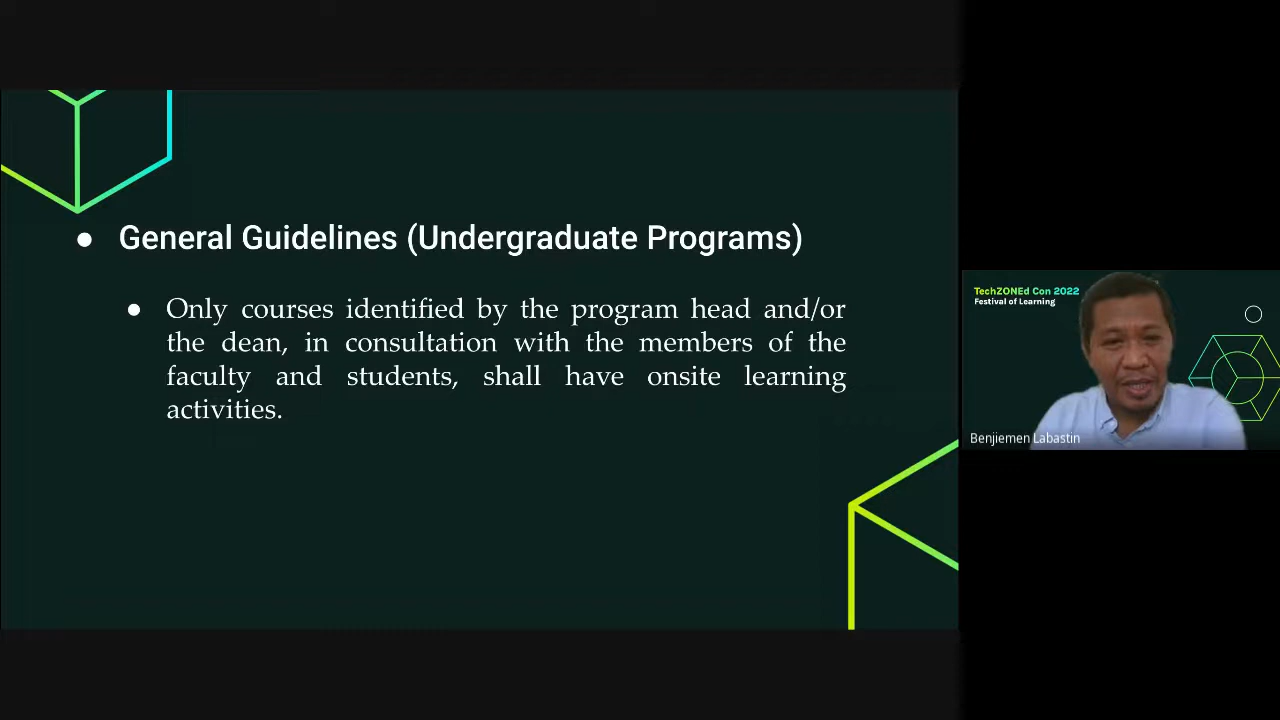 General Guidelines (Undergraduate Programs)
Only courses identified by the program head and/or
the dean, in consultation with the members of the
faculty and students, shall have onsite learning
activities.
TechZONEd Con 2022
Festival of Learning
Benjiemen Labastin